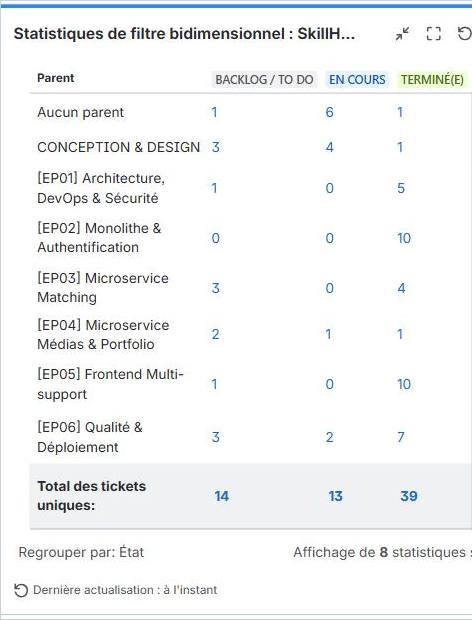 Statistiques de filtre bidimensionnel : SkillH...
Parent BACKLOG / TO DO EN COURS TERMINÉ(E)
Aucun parent 1 6 1
CONCEPTION & DESIGN 3 4 1
[EP01] Architecture,
DevOps & Sécurité 1 0 5
[EP02] Monolithe &
Authentification 0 0 10
[EP03] Microservice
Matching 3 0 4
[EP04] Microservice
Médias & Portfolio 2 1 1
[EP05] Frontend Multi-
support 1 0 10
[EP06] Qualité &
Déploiement 3 2 7
Total des tickets
uniques: 14 13 39
Regrouper par: État Affichage de 8 statistiques
Dernière actualisation : à l'instant